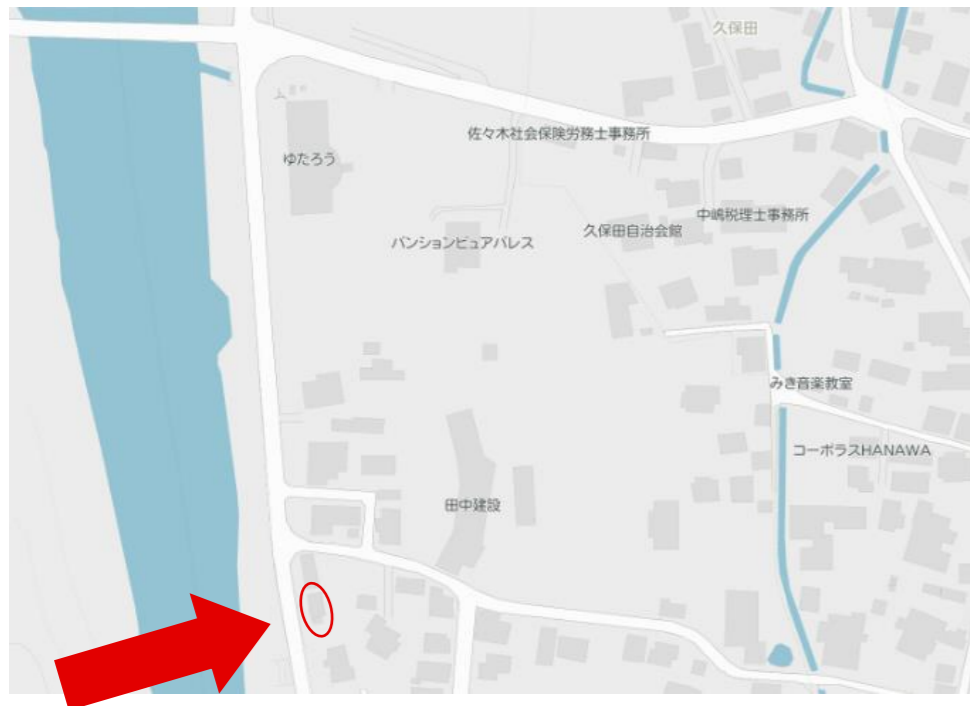 久保田
佐々木社会保険労務士事務所
ゆたろう
中嶋税理士事務所
久保田自治会館
パンションピュアパレス
みき音楽教室
コーポラスHANAWA
田中建設